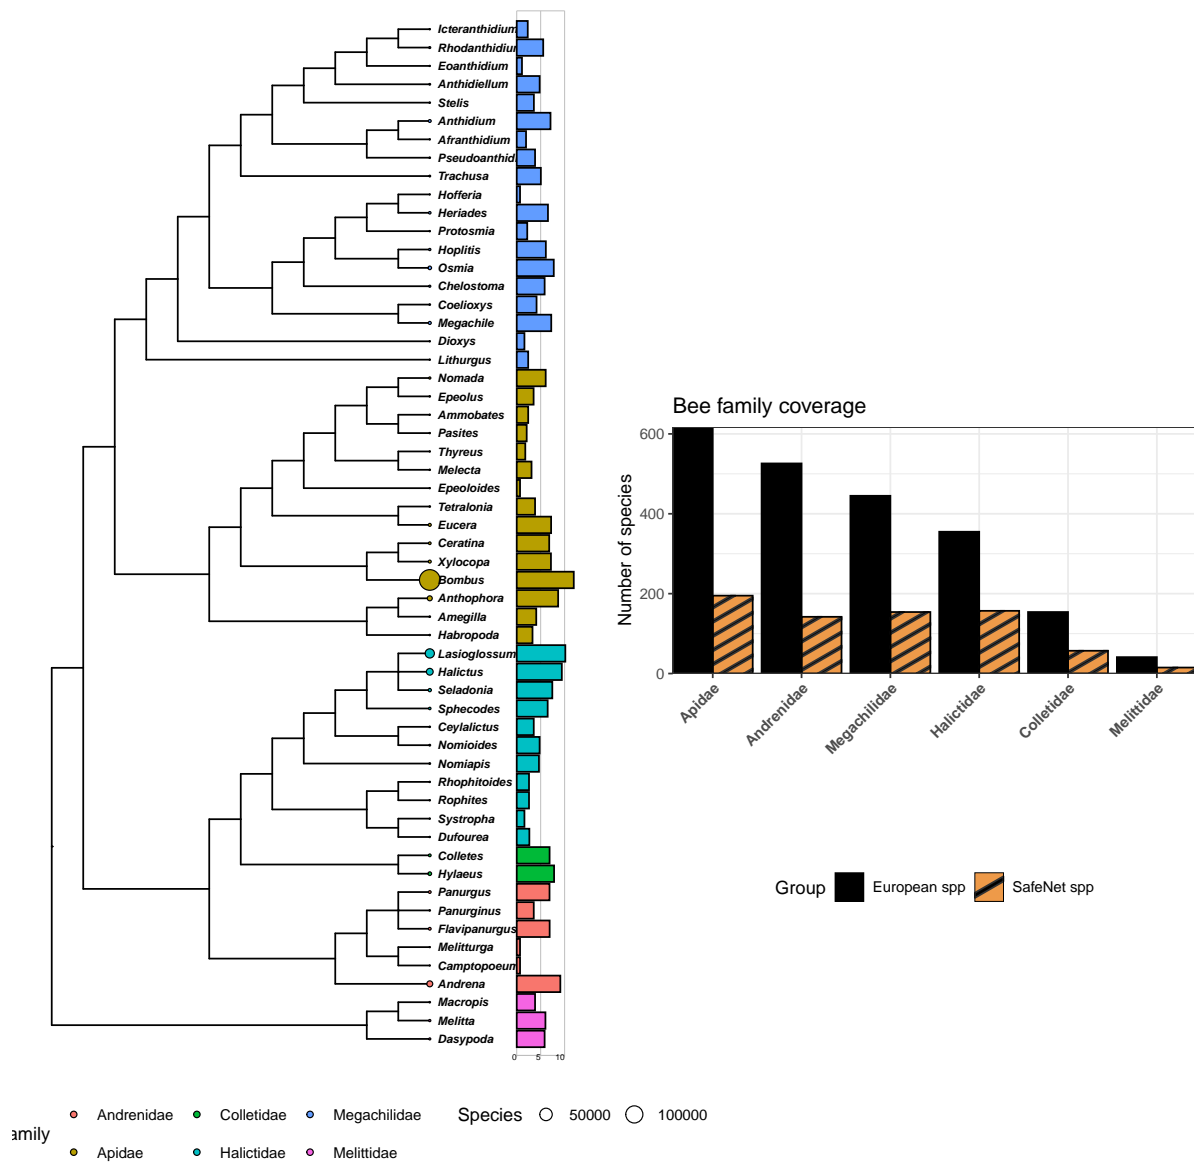 Icteranthidium
Rhodanthidiur
Eoanthidium
Anthidiellum
Stelis
Anthidium
Afranthidium
Pseudoanthidi
Trachusa
Hofferia
Heriades
Protosmia
Hoplitis
Osmia
Chelostoma
Coelioxys
Megachile
Dioxys
Lithurgus
Nomada
Epeolus
Ammobates
Pasites
Thyreus
Melecta
Epeoloides
Tetralonia
Eucera
Ceratina
Xylocopa
Bombus
Anthophora
Amegilla
Habropoda
Lasioglossum
Halictus
Seladonia
Sphecodes
Ceylalictus
Nomioides
Nomiapis
Rhophitoides
Rophites
Systropha
Dufourea
Colletes
Hylaeus
Panurgus
Panurginus
Flavipanurgus
Melitturga
Camptopoeum
Andrena
Macropis
Melitta
Dasypoda
0 5 10
Bee family coverage
Number of species
600
400
200
0
Apidae
Andrenidae
Megachilidae
Halictidae
Colletidae
Melittidae
Group European spp SafeNet spp
amily
Andrenidae Colletidae Megachilidae
Apidae Halictidae Melittidae
Species 50000 100000